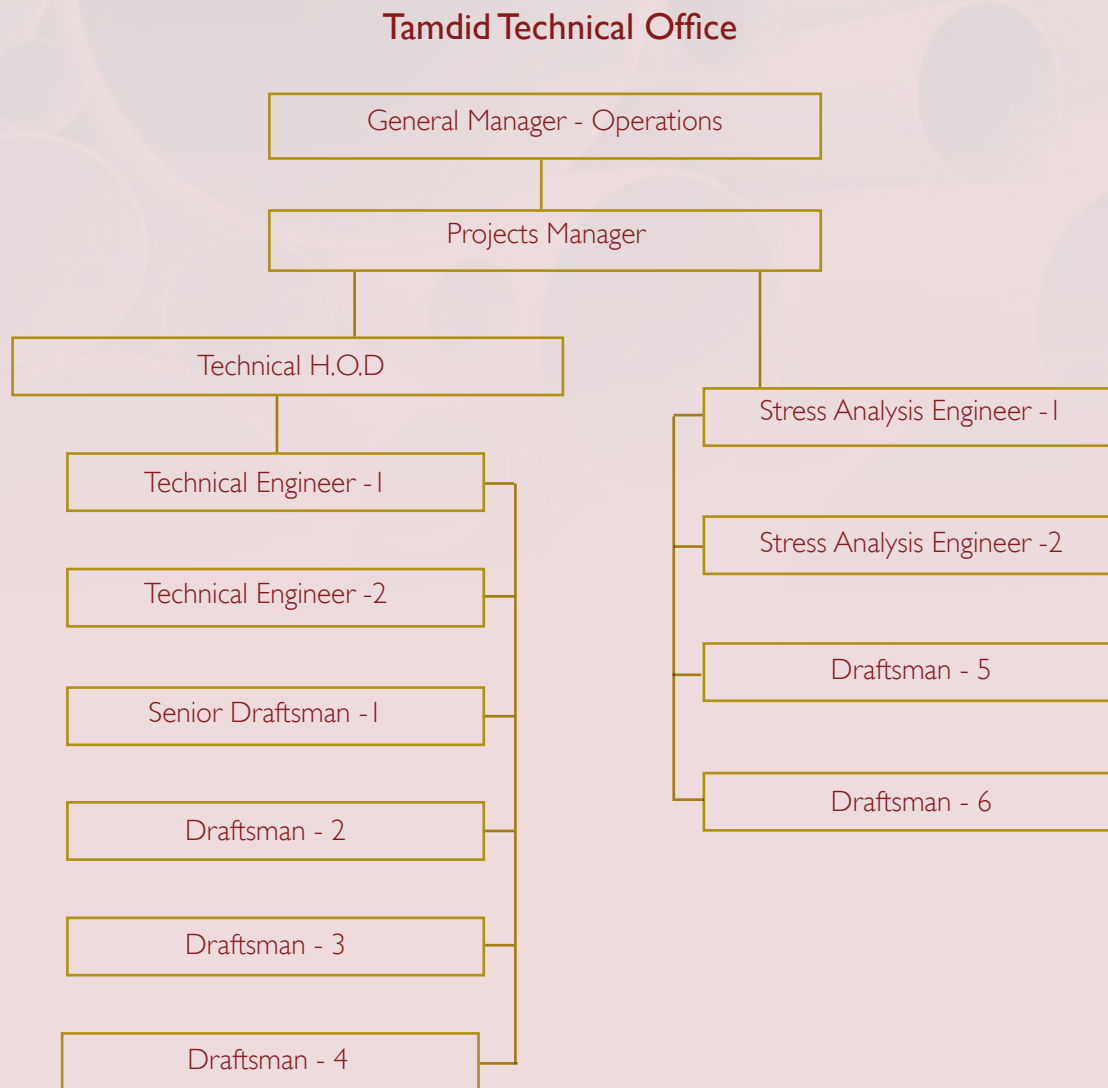 Tamdid Technical Office
General Manager - Operations
Projects Manager
Technical H.O.D
Technical Engineer -1
Technical Engineer -2
Senior Draftsman -1
Draftsman - 2
Draftsman - 3
Draftsman - 4
Stress Analysis Engineer -1
Stress Analysis Engineer -2
Draftsman - 5
Draftsman - 6